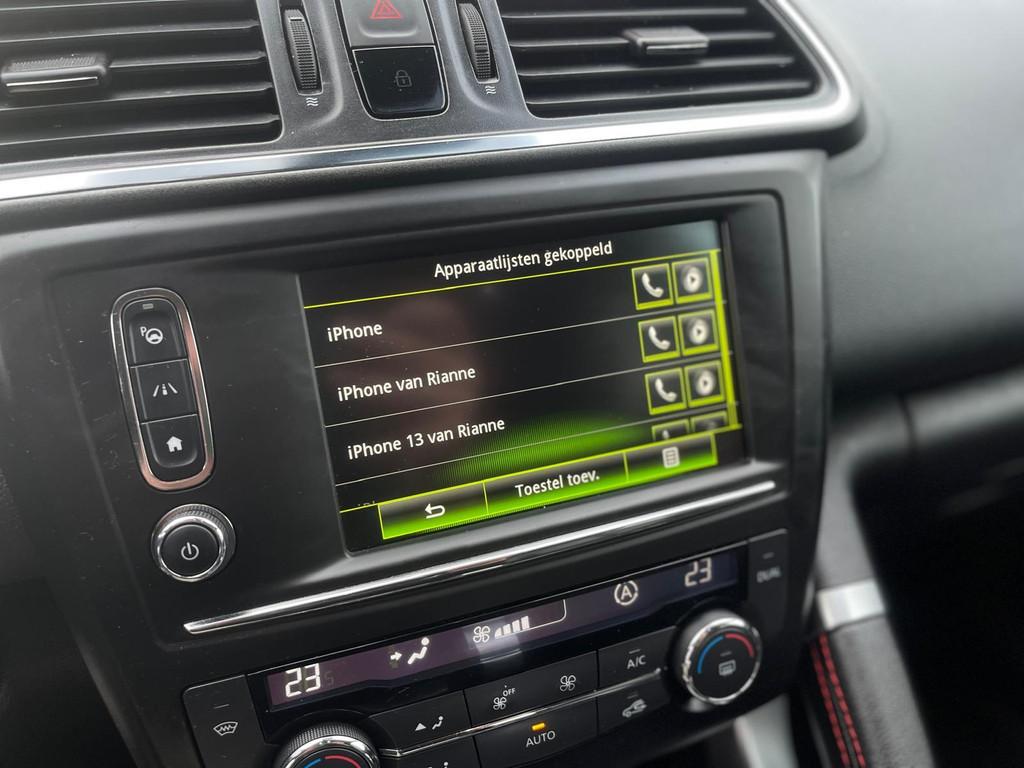 Apparaatlijsten gekoppeld
iPhone
iPhone van Rianne
iPhone 13 van Rianne
Toestel toev.
23
A
23
DUAL
OFF
A/C
AUTO